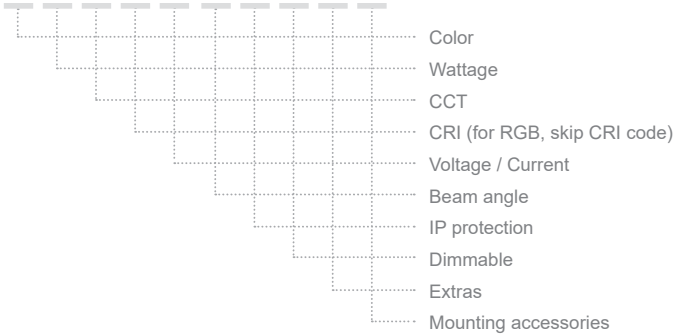 Color
Wattage
CCT
CRI (for RGB, skip CRI code)
Voltage / Current
Beam angle
IP protection
Dimmable
Extras
Mounting accessories